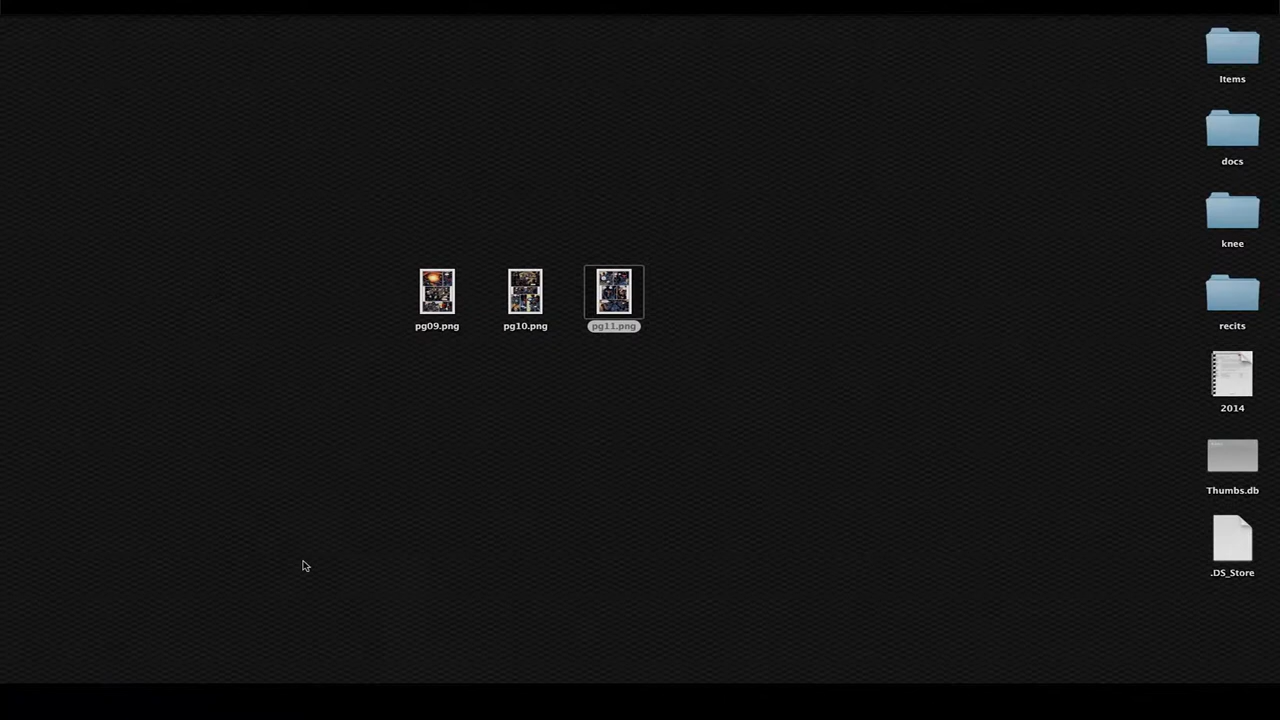 Items
docs
knee
recits
2014
Thumbs.db
.DS_Store
pg09.png
pg10.png
pg11.png